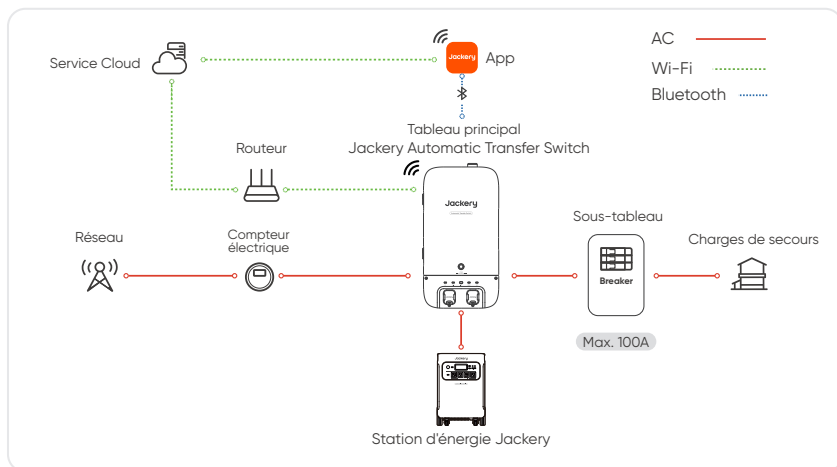 Service Cloud
Jackery
App
AC
Wi-Fi
Bluetooth
Tableau principal
Jackery Automatic Transfer Switch
Routeur
Jackery
Sous-tableau
Réseau
Compteur
électrique
Charges de secours
Breaker
Max. 100A
Jackery
Station d'énergie Jackery